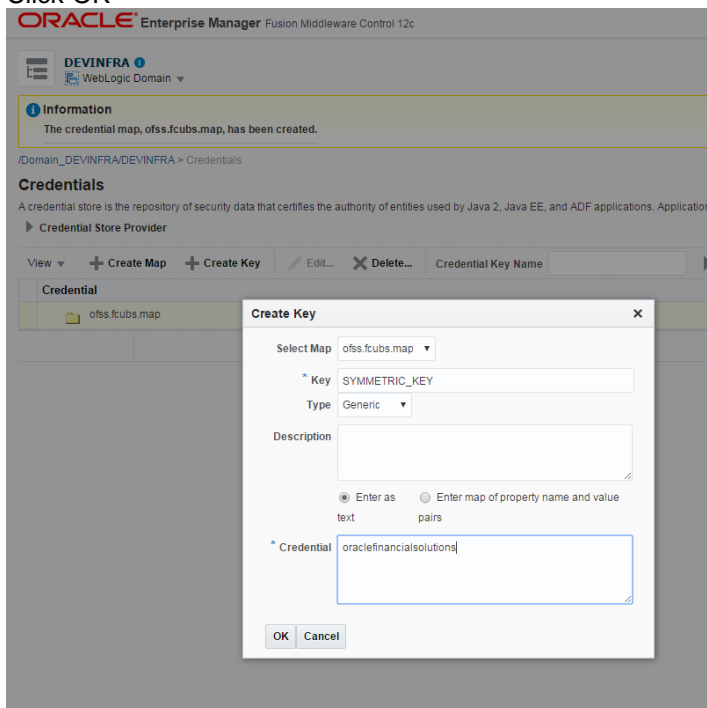 Click OK
ORACLE Enterprise Manager Fusion Middleware Control 12c
DEVINFRA
WebLogic Domain
Information
The credential map, ofss.fcubs.map, has been created.
/Domain_DEVINFRA/DEVINFRA > Credentials
Credentials
A credential store is the repository of security data that certifies the authority of entities used by Java 2, Java EE, and ADF applications. Application
Credential Store Provider
View Create Map Create Key Edit... Delete... Credential Key Name
Credential
ofss.fcubs.map
Create Key
Select Map ofss.fcubs.map
* Key SYMMETRIC_KEY
Type Generic
Description
Enter as text Enter map of property name and value pairs
* Credential oraclefinancialsolutions
OK Cancel